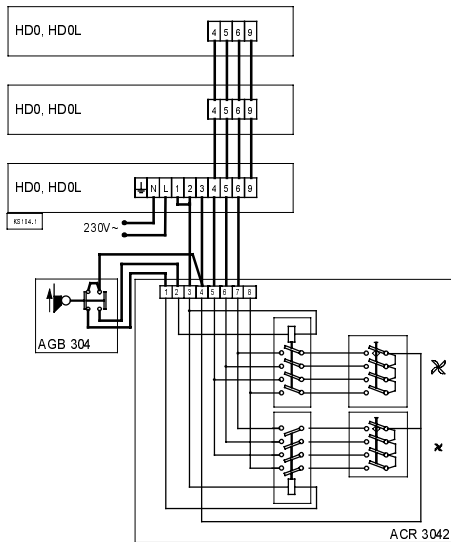 HD0, HD0L
4 5 6 9
HD0, HD0L
4 5 6 9
HD0, HD0L
N L 1 2 3 4 5 6 9
KS104.1
230V~
1 2 3 4 5 6 7 8
AGB 304
ACR 3042